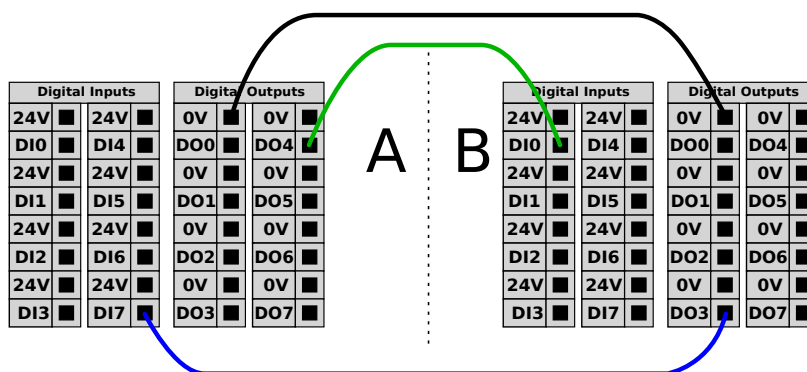 Digital Inputs Digital Outputs Digital Inputs Digital Outputs
24V 24V 0V 0V A B 24V 24V 0V 0V
DI0 DI4 DO0 DO4 DI0 DI4 DO0 DO4
24V 24V 0V 0V 24V 24V 0V 0V
DI1 DI5 DO1 DO5 DI1 DI5 DO1 DO5
24V 24V 0V 0V 24V 24V 0V 0V
DI2 DI6 DO2 DO6 DI2 DI6 DO2 DO6
24V 24V 0V 0V 24V 24V 0V 0V
DI3 DI7 DO3 DO7 DI3 DI7 DO3 DO7